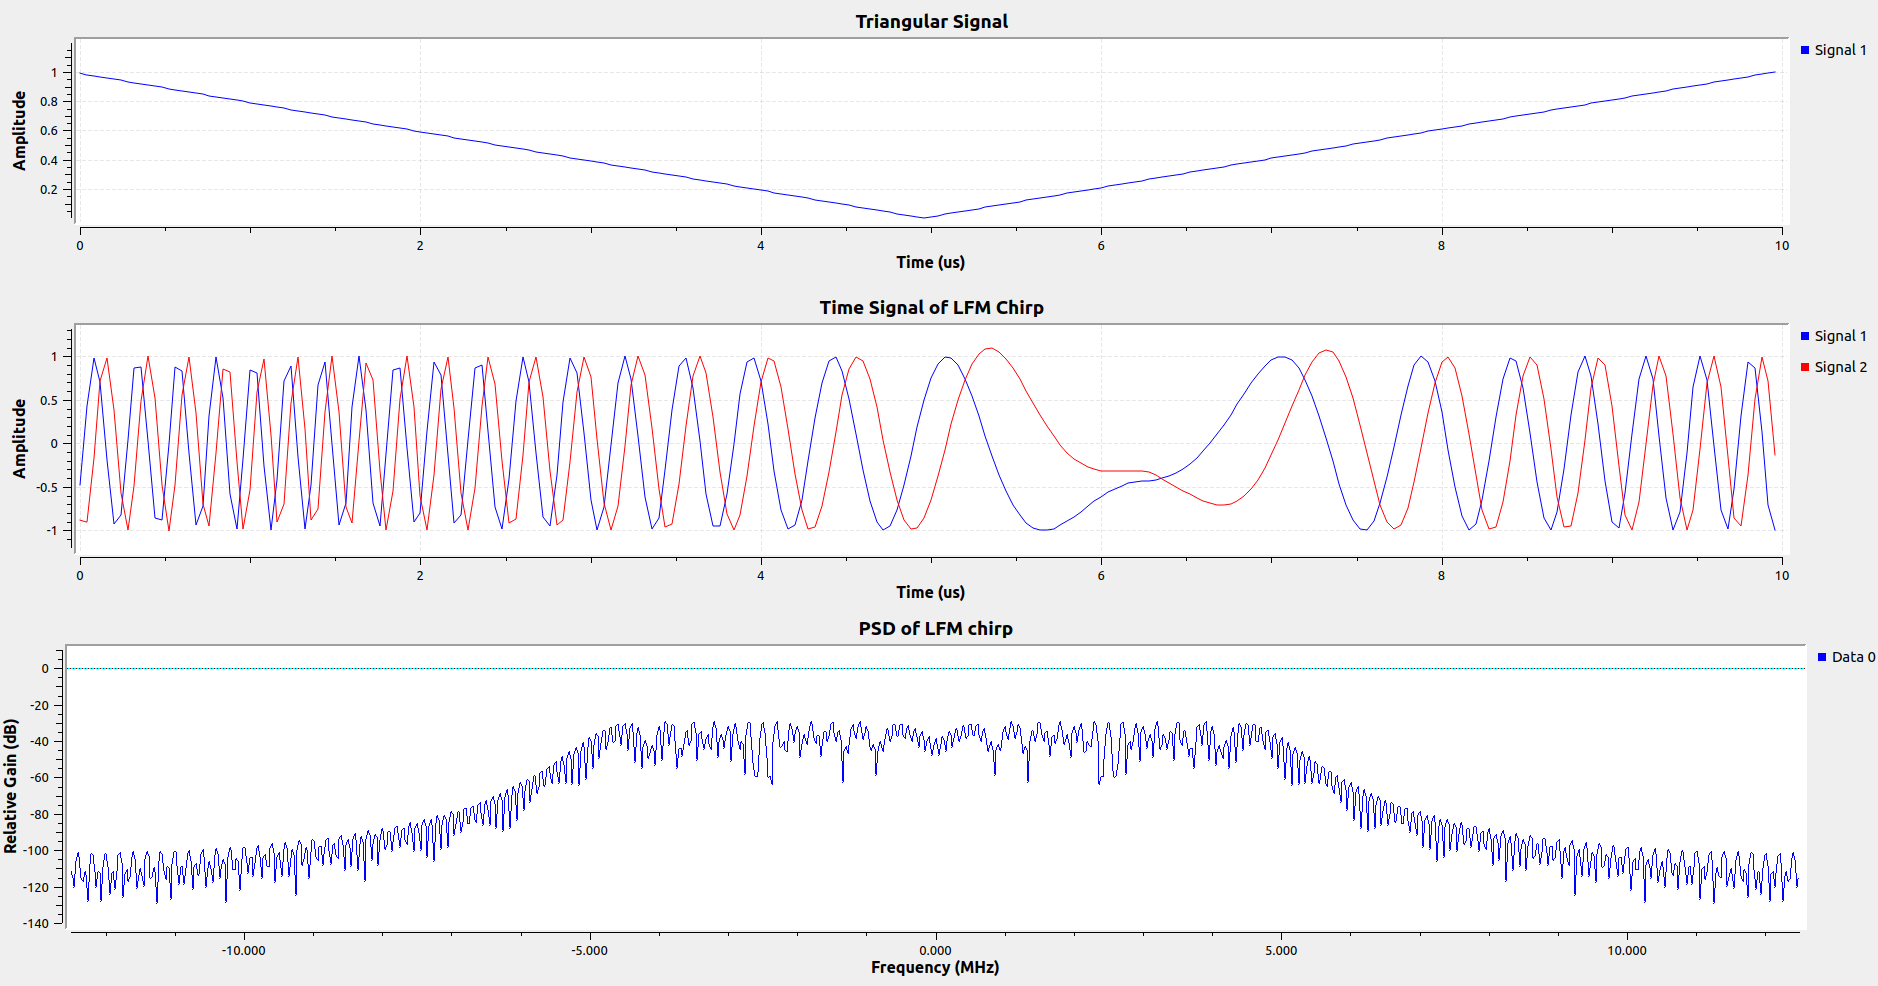 Triangular Signal
Signal 1
1
0.8
0.6
0.4
0.2
Amplitude
0 2 4 6 8 10
Time (us)
Time Signal of LFM Chirp
Signal 1
Signal 2
1
0.5
0
-0.5
-1
Amplitude
0 2 4 6 8 10
Time (us)
PSD of LFM chirp
Data 0
0
-20
-40
-60
-80
-100
-120
-140
Relative Gain (dB)
-10.000 -5.000 0.000 5.000 10.000
Frequency (MHz)